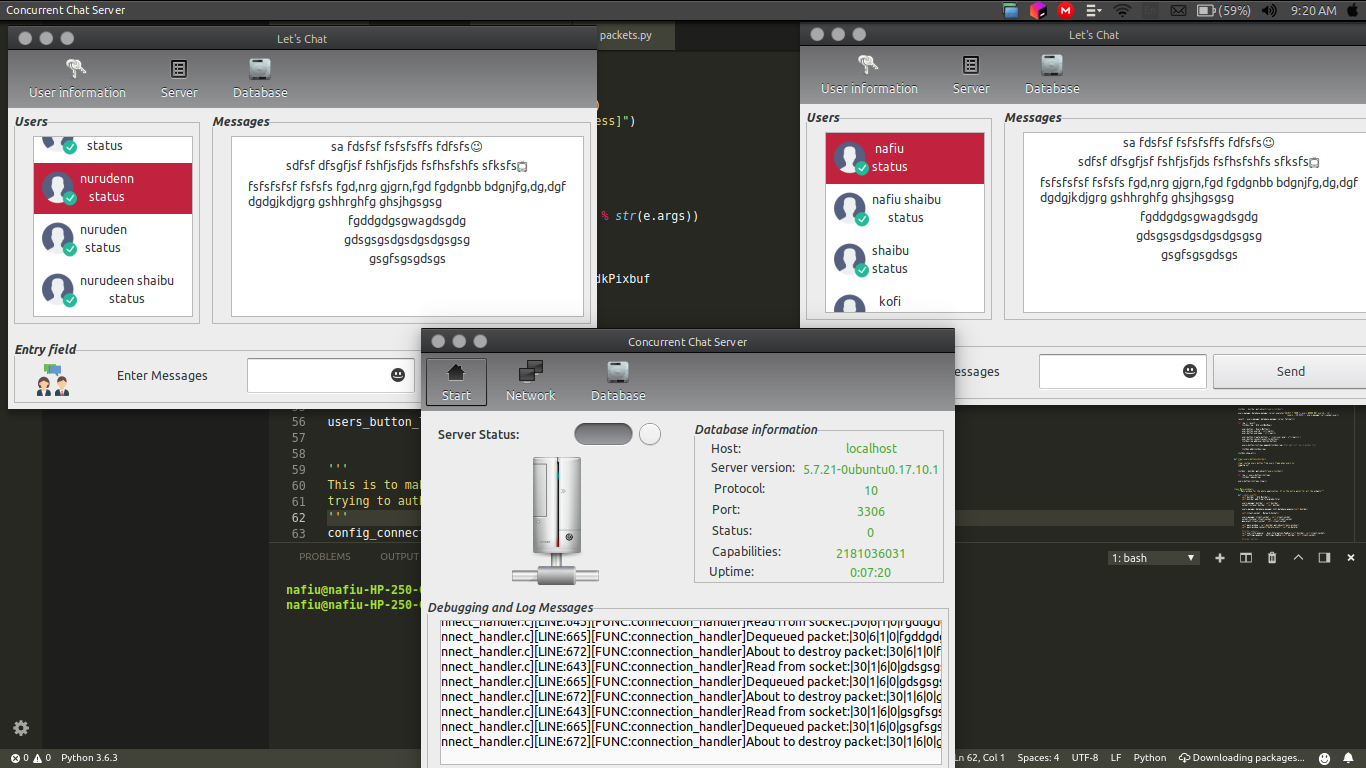 Concurrent Chat Server
(59%)
9:20 AM
Let's Chat
User information
Server
Database
Users
status
nurudenn
status
nuruden
status
nurudeen shaibu
status
Messages
sa fdsfsf fsfsfsffs fdfsfs
sdfsf dfsgfjsf fshfjsfjds fsfhsfshfs sfksfs
fsfsfsfsf fsfsfs fgd,nrg gjgrn,fgd fgdgnbb bdgnjfg,dg,dgf
dgdgjkdjgrg gshhrghfg ghsjhgsgsg
fgddgdgsgwagdsgdg
gdsgsgsdgsdgsdgsgsg
gsgfsgsgdsgs
Entry field
Enter Messages
packets.py
)
ess]")
% str(e.args))
dkPixbuf
Let's Chat
User information
Server
Database
Users
nafiu
status
nafiu shaibu
status
shaibu
status
kofi
Messages
sa fdsfsf fsfsfsffs fdfsfs
sdfsf dfsgfjsf fshfjsfjds fsfhsfshfs sfksfs
fsfsfsfsf fsfsfs fgd,nrg gjgrn,fgd fgdgnbb bdgnjfg,dg,dgf
dgdgjkdjgrg gshhrghfg ghsjhgsgsg
fgddgdgsgwagdsgdg
gdsgsgsdgsdgsdgsgsg
gsgfsgsgdsgs
essages
Send
Concurrent Chat Server
Start
Network
Database
Server Status:
Database information
Host: localhost
Server version: 5.7.21-0ubuntu0.17.10.1
Protocol: 10
Port: 3306
Status: 0
Capabilities: 2181036031
Uptime: 0:07:20
Debugging and Log Messages
nnect_handler.c][LINE:643][FUNC:connection_handler]Read from socket:|30|6|1|0|fgddgdg
nnect_handler.c][LINE:665][FUNC:connection_handler]Dequeued packet:|30|6|1|0|fgddgdg
nnect_handler.c][LINE:672][FUNC:connection_handler]About to destroy packet:|30|6|1|0|f
nnect_handler.c][LINE:643][FUNC:connection_handler]Read from socket:|30|1|6|0|gdsgsg
nnect_handler.c][LINE:665][FUNC:connection_handler]Dequeued packet:|30|1|6|0|gdsgsgs
nnect_handler.c][LINE:672][FUNC:connection_handler]About to destroy packet:|30|1|6|0|g
nnect_handler.c][LINE:643][FUNC:connection_handler]Read from socket:|30|1|6|0|gsgfsgs
nnect_handler.c][LINE:665][FUNC:connection_handler]Dequeued packet:|30|1|6|0|gsgfsgs
nnect_handler.c][LINE:672][FUNC:connection_handler]About to destroy packet:|30|1|6|0|g
56 users_button_
57
58
59 '''
60 This is to mak
61 trying to auth
62 '''
63 config_connect
PROBLEMS
OUTPUT
1: bash
nafiu@nafiu-HP-250-
nafiu@nafiu-HP-250-
0
0
Python 3.6.3
Ln 62, Col 1
Spaces: 4
UTF-8
LF
Python
Downloading packages...